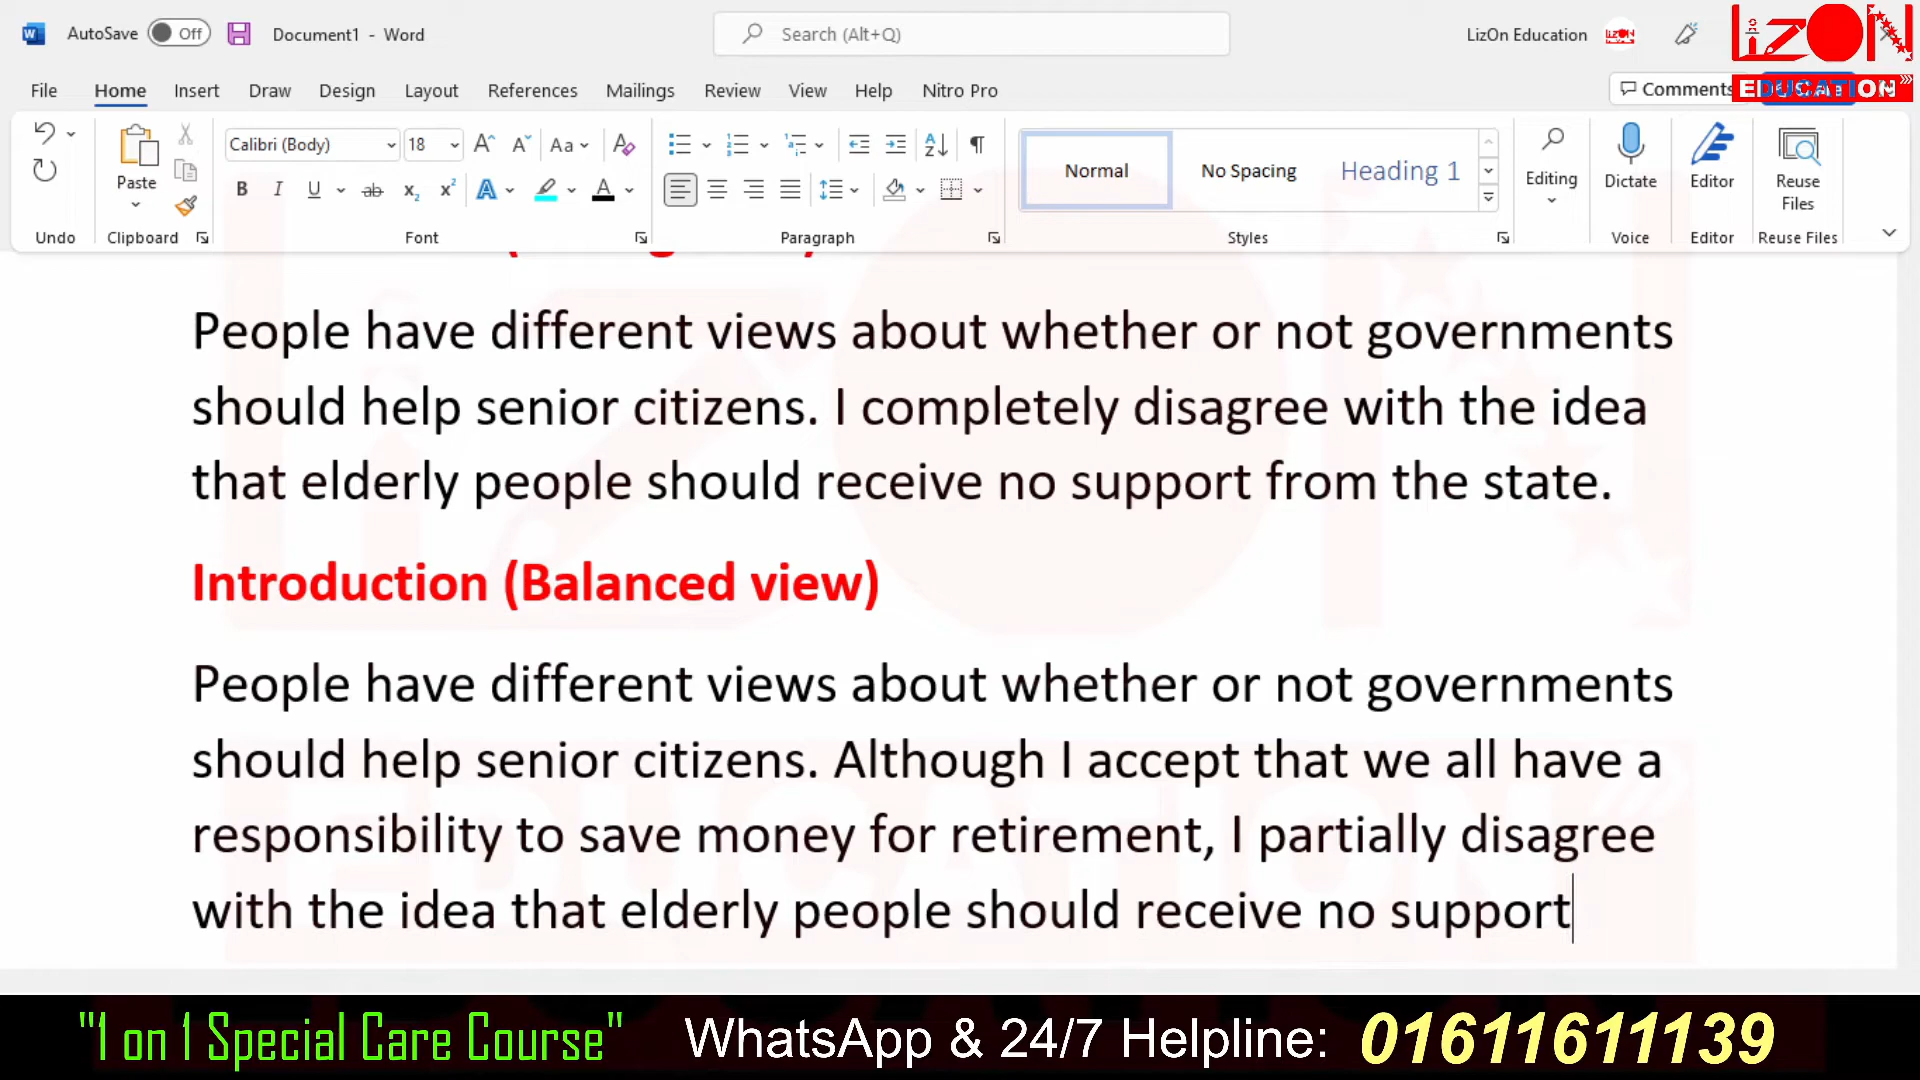 AutoSave Off Document1 - Word Search (Alt+Q) LizOn Education LizON
EDUCATION
File Home Insert Draw Design Layout References Mailings Review View Help Nitro Pro Comments
Calibri (Body) 18 Aa
Paste B I U ab x2 x2 A A
Normal No Spacing Heading 1
Editing Dictate Editor Reuse
Files
Undo Clipboard Font Paragraph Styles Voice Editor Reuse Files
People have different views about whether or not governments
should help senior citizens. I completely disagree with the idea
that elderly people should receive no support from the state.
Introduction (Balanced view)
People have different views about whether or not governments
should help senior citizens. Although I accept that we all have a
responsibility to save money for retirement, I partially disagree
with the idea that elderly people should receive no support
"1 on 1 Special Care Course" WhatsApp & 24/7 Helpline: 01611611139